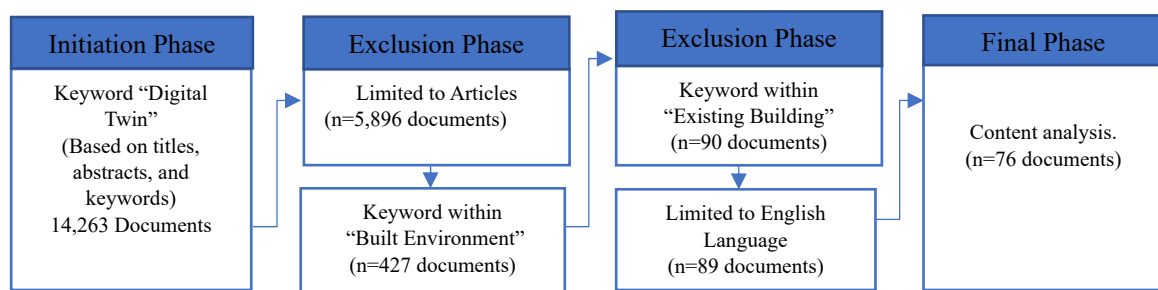 Initiation Phase
Keyword “Digital
Twin”
(Based on titles,
abstracts, and
keywords)
14,263 Documents
Exclusion Phase
Limited to Articles
(n=5,896 documents)
Keyword within
“Built Environment”
(n=427 documents)
Exclusion Phase
Keyword within
“Existing Building”
(n=90 documents)
Limited to English
Language
(n=89 documents)
Final Phase
Content analysis.
(n=76 documents)